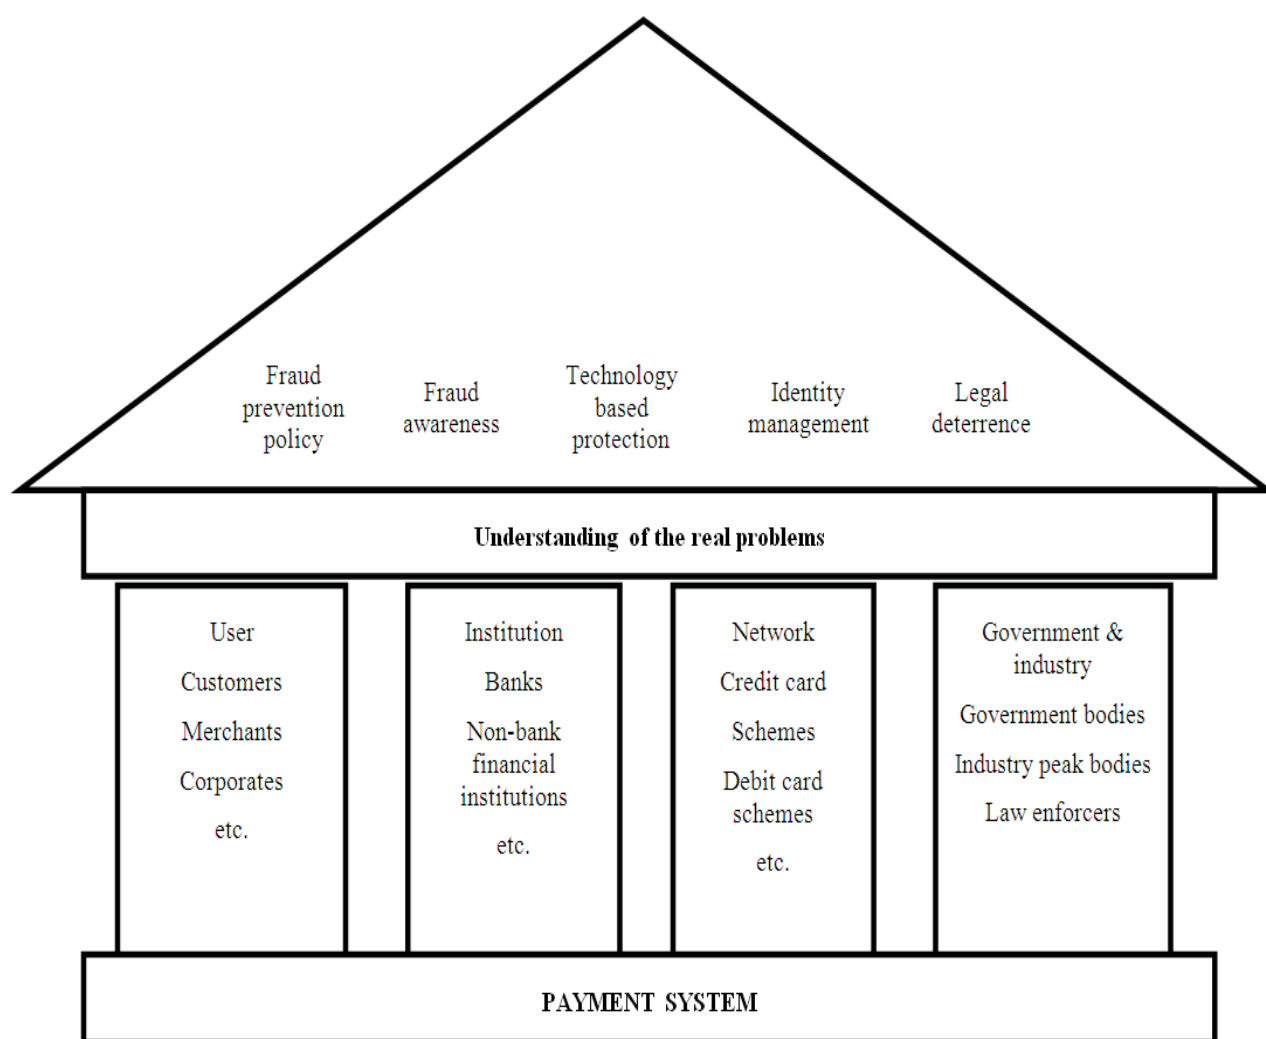 Fraud
prevention
policy
Fraud
awareness
Technology
based
protection
Identity
management
Legal
deterrence
Understanding of the real problems
User
Customers
Merchants
Corporates
etc.
Institution
Banks
Non-bank
financial
institutions
etc.
Network
Credit card
Schemes
Debit card
schemes
etc.
Government &
industry
Government bodies
Industry peak bodies
Law enforcers
PAYMENT SYSTEM